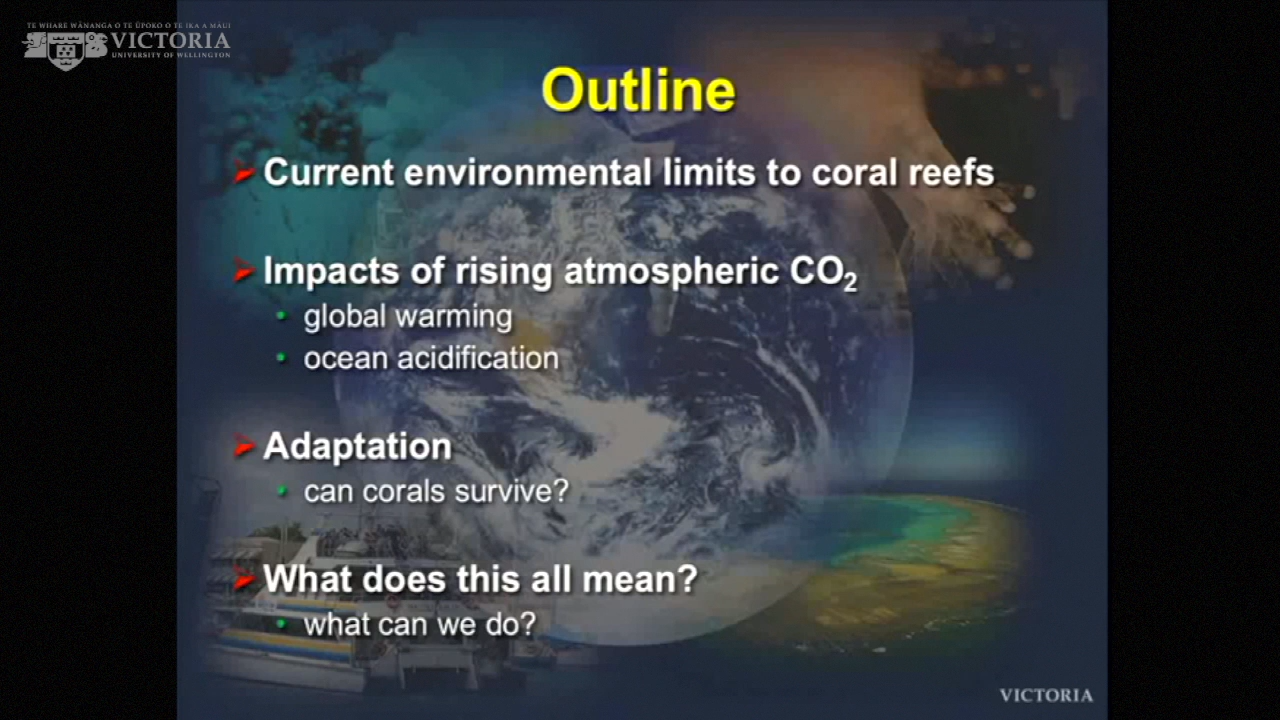 TE WHARE WĀNANGA O TE ŪPOKO O TE IKA A MĀUI
VICTORIA
UNIVERSITY OF WELLINGTON
Outline
Current environmental limits to coral reefs
Impacts of rising atmospheric CO₂
global warming
ocean acidification
Adaptation
can corals survive?
What does this all mean?
what can we do?
VICTORIA